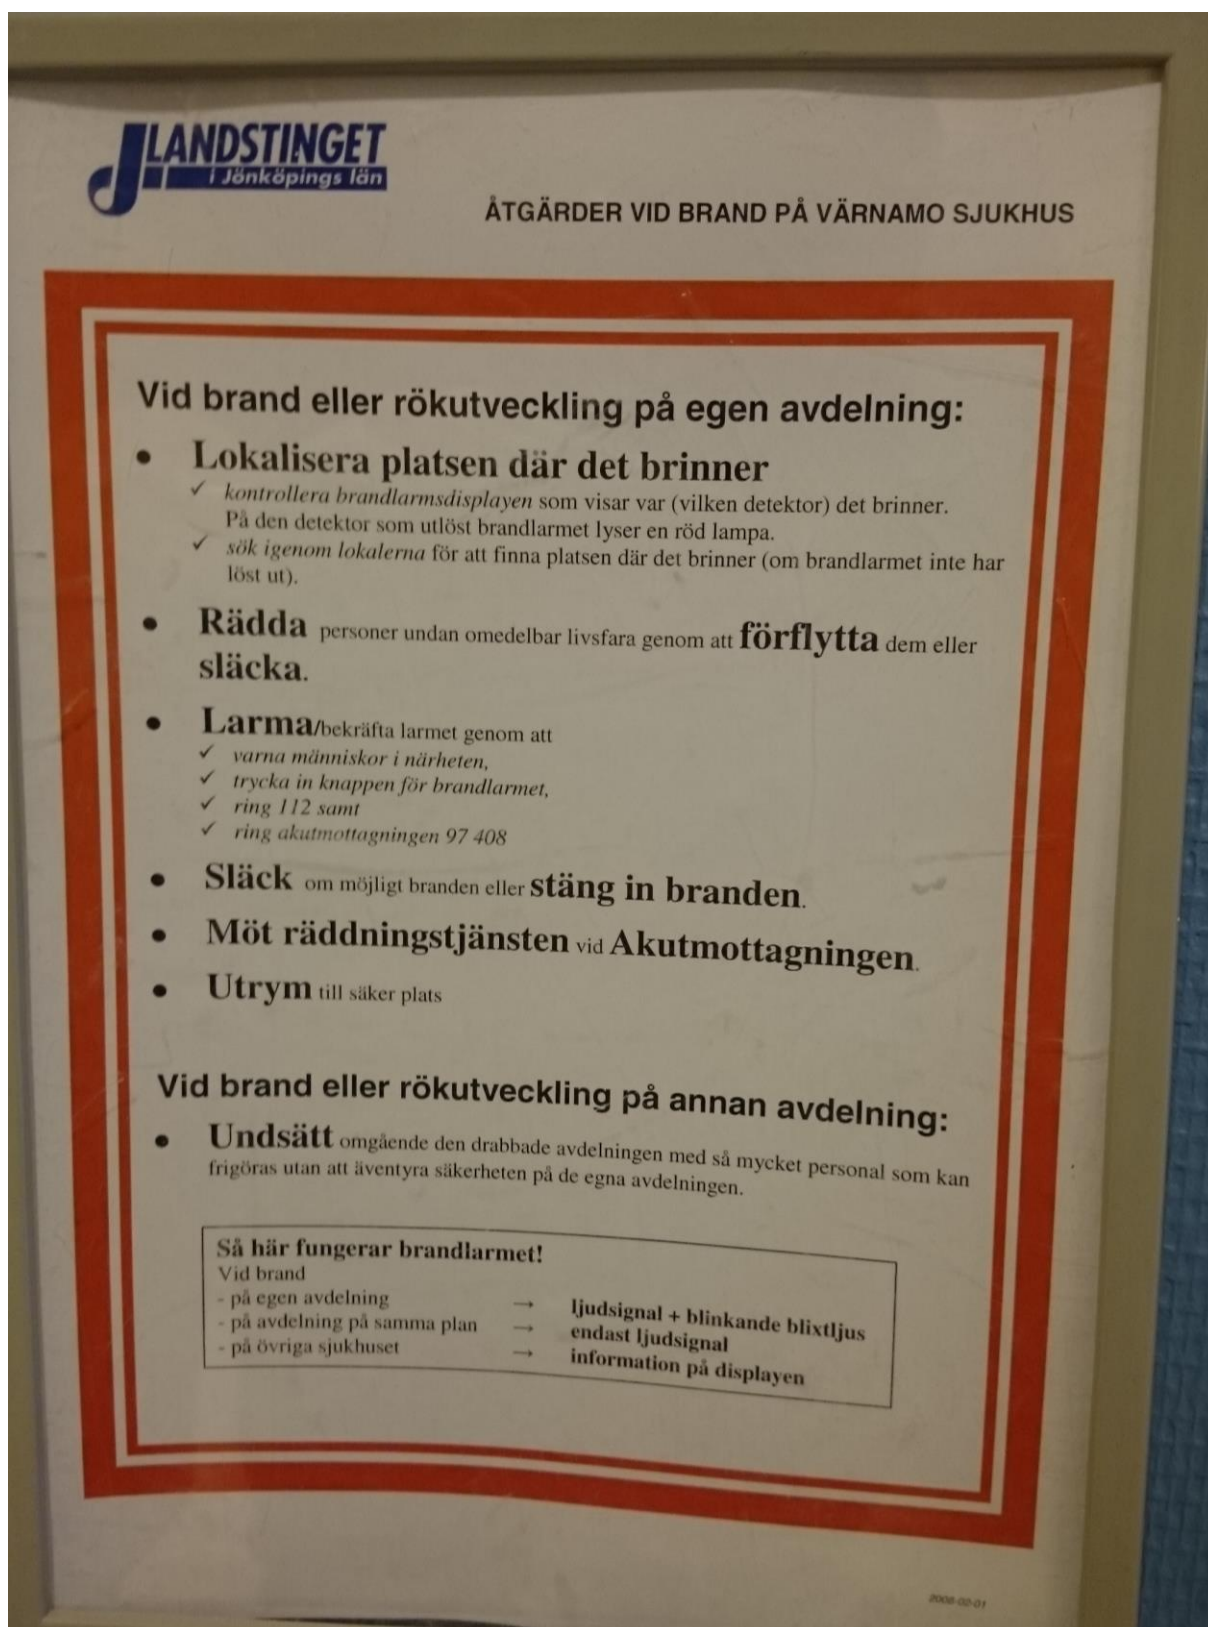 LANDSTINGET
i Jönköpings län
ÅTGÄRDER VID BRAND PÅ VÄRNAMO SJUKHUS
Vid brand eller rökutveckling på egen avdelning:
• Lokalisera platsen där det brinner
✓ kontrollera brandlarmsdisplayen som visar var (vilken detektor) det brinner.
På den detektor som utlöst brandlarmet lyser en röd lampa.
✓ sök igenom lokalerna för att finna platsen där det brinner (om brandlarmet inte har
löst ut).
• Rädda personer undan omedelbar livsfara genom att förflytta dem eller
släcka.
• Larma/bekräfta larmet genom att
✓ varna människor i närheten,
✓ trycka in knappen för brandlarmet,
✓ ring 112 samt
✓ ring akutmottagningen 97 408
• Släck om möjligt branden eller stäng in branden.
• Möt räddningstjänsten vid Akutmottagningen.
• Utrym till säker plats
Vid brand eller rökutveckling på annan avdelning:
• Undsätt omgående den drabbade avdelningen med så mycket personal som kan
frigöras utan att äventyra säkerheten på de egna avdelningen.
Så här fungerar brandlarmet!
Vid brand
- på egen avdelning → ljudsignal + blinkande blixtljus
- på avdelning på samma plan → endast ljudsignal
- på övriga sjukhuset → information på displayen
2008-02-01